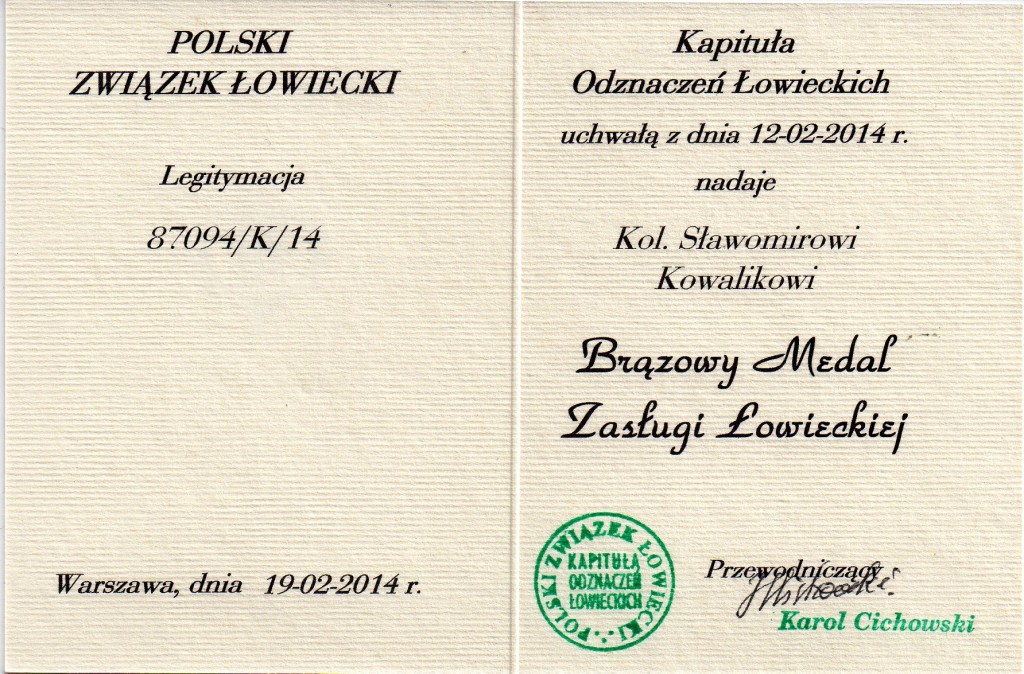 POLSKI
ZWIĄZEK ŁOWIECKI
Legitymacja
87094/K/14
Warszawa, dnia 19-02-2014 r.
Kapituła
Odznaczeń Łowieckich
uchwałą z dnia 12-02-2014 r.
nadaje
Kol. Sławomirowi
Kowalikowi
Brązowy Medal
Zasługi Łowieckiej
POLSKI ZWIĄZEK ŁOWIECKI
KAPITUŁA
ODZNACZEŃ
ŁOWIECKICH
Przewodniczący
Karol Cichowski